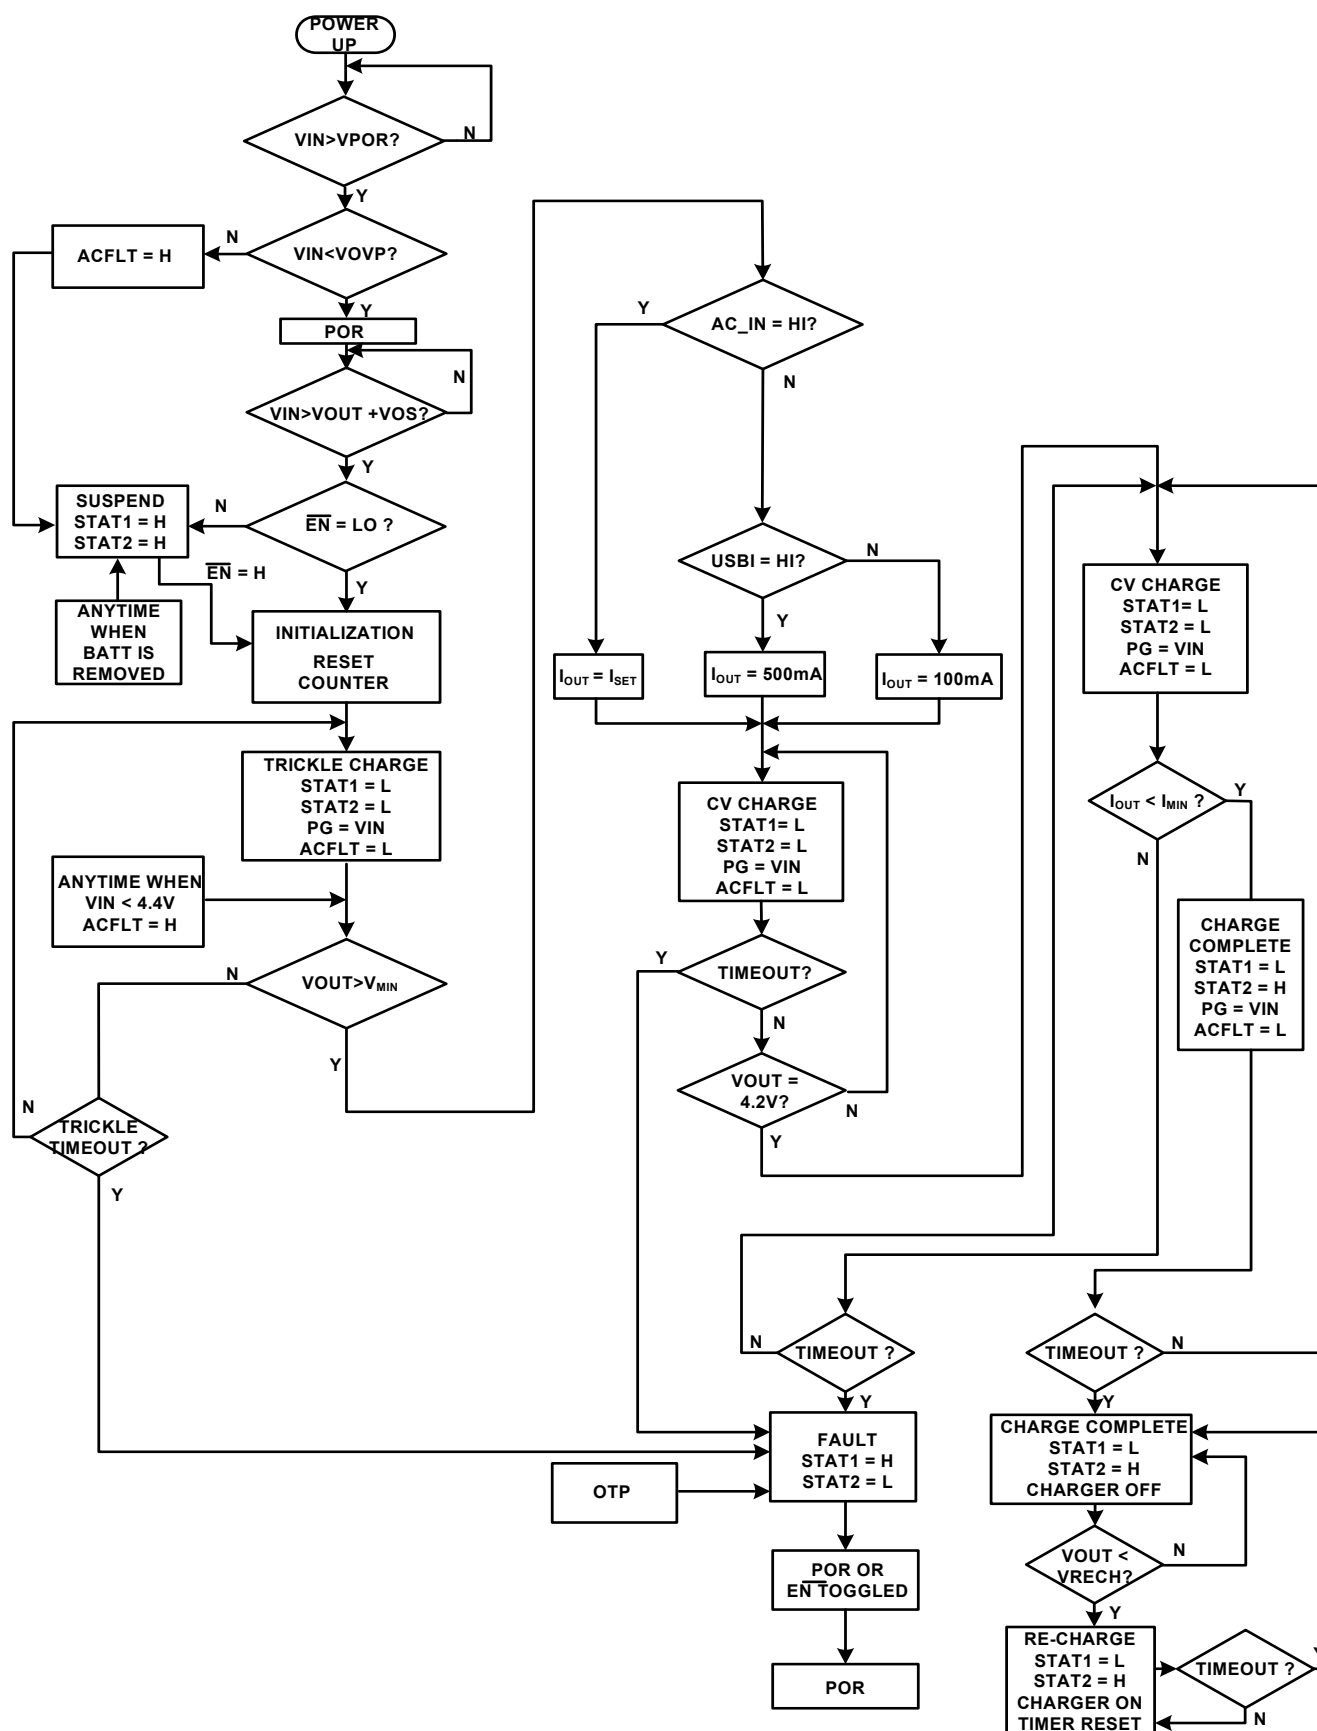 POWER
UP
VIN>VPOR?
N
Y
VIN<VOVP?
N
ACFLT = H
Y
POR
VIN>VOUT +VOS?
N
Y
SUSPEND
STAT1 = H
STAT2 = H
N
EN = LO ?
EN = H
Y
ANYTIME
WHEN
BATT IS
REMOVED
INITIALIZATION
RESET
COUNTER
TRICKLE CHARGE
STAT1 = L
STAT2 = L
PG = VIN
ACFLT = L
ANYTIME WHEN
VIN < 4.4V
ACFLT = H
VOUT>VMIN
N
Y
N
TRICKLE
TIMEOUT ?
Y
AC_IN = HI?
Y
N
USBI = HI?
N
Y
IOUT = ISET
IOUT = 500mA
IOUT = 100mA
CV CHARGE
STAT1= L
STAT2 = L
PG = VIN
ACFLT = L
TIMEOUT?
Y
N
VOUT =
4.2V?
N
Y
CV CHARGE
STAT1= L
STAT2 = L
PG = VIN
ACFLT = L
IOUT < IMIN ?
Y
N
CHARGE
COMPLETE
STAT1 = L
STAT2 = H
PG = VIN
ACFLT = L
N
TIMEOUT ?
Y
FAULT
STAT1 = H
STAT2 = L
OTP
POR OR
EN TOGGLED
POR
TIMEOUT ?
N
Y
CHARGE COMPLETE
STAT1 = L
STAT2 = H
CHARGER OFF
VOUT <
VRECH?
N
Y
RE-CHARGE
STAT1 = L
STAT2 = H
CHARGER ON
TIMER RESET
TIMEOUT ?
Y
N